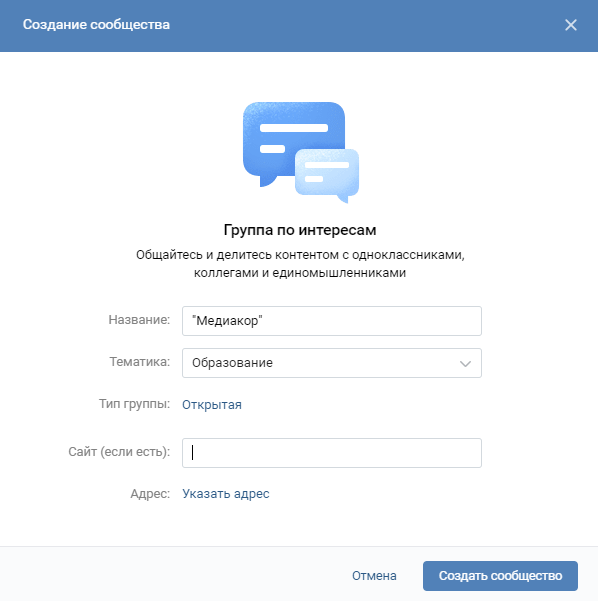 Создание сообщества
Группа по интересам
Общайтесь и делитесь контентом с одноклассниками,
коллегами и единомышленниками
Название: "Медиакор"
Тематика: Образование
Тип группы: Открытая
Сайт (если есть):
Адрес: Указать адрес
Отмена Создать сообщество